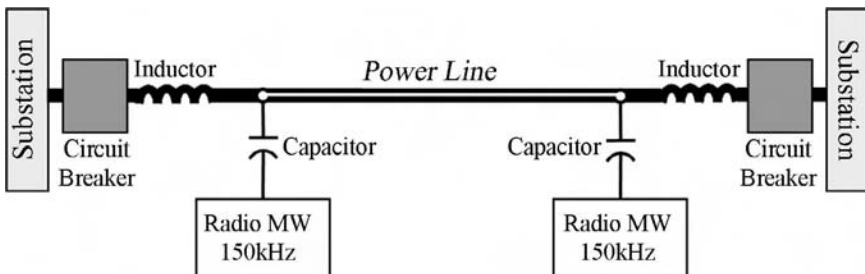 Substation
Inductor
Power Line
Inductor
Substation
Circuit
Breaker
Capacitor
Capacitor
Circuit
Breaker
Radio MW
150kHz
Radio MW
150kHz